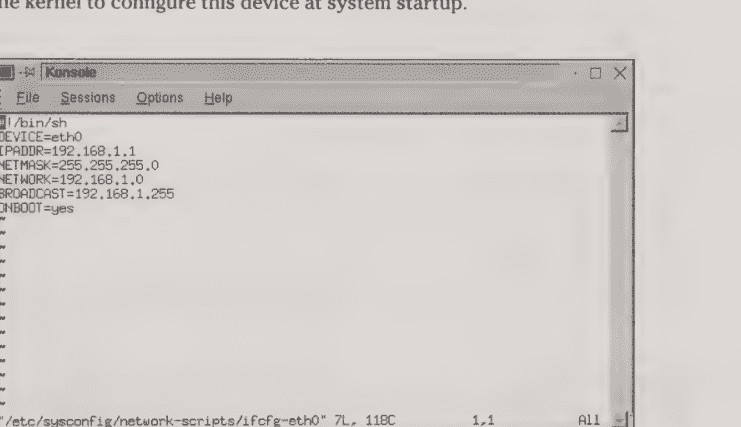 he kernel to configure this device at system startup.
Konsole
File Sessions Options Help
#!/bin/sh
DEVICE=eth0
IPADDR=192.168.1.1
NETMASK=255.255.255.0
NETWORK=192.168.1.0
BROADCAST=192.168.1.255
ONBOOT=yes
~
~
~
~
~
~
~
~
~
~
~
~
~
~
"/etc/sysconfig/network-scripts/ifcfg-eth0" 7L, 118C 1,1 All